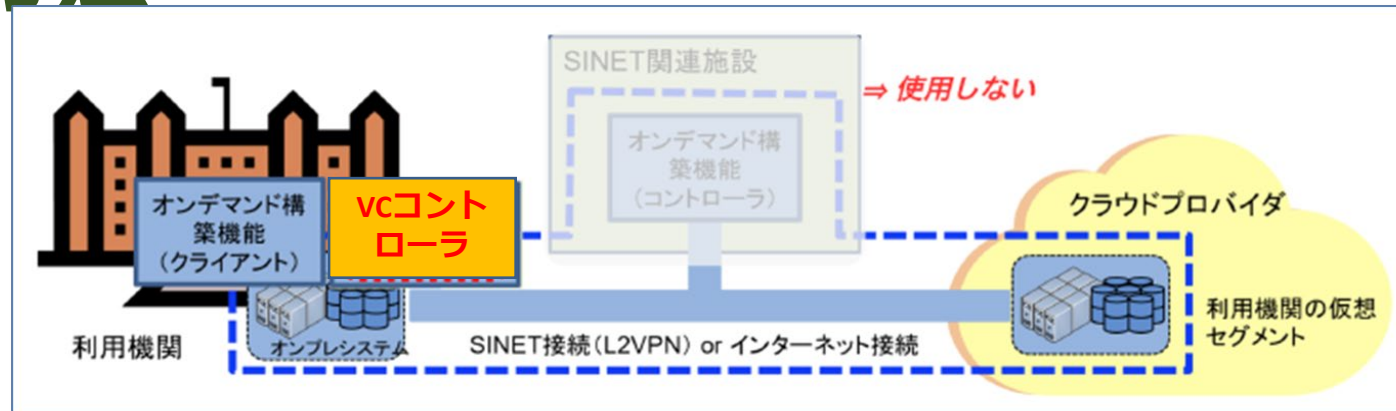 SINET関連施設
⇒ 使用しない
オンデマンド構
築機能
(コントローラ)
クラウドプロバイダ
オンデマンド構
築機能
(クライアント)
VCコント
ローラ
利用機関の仮想
セグメント
利用機関
オンプレシステム
SINET接続(L2VPN) or インターネット接続